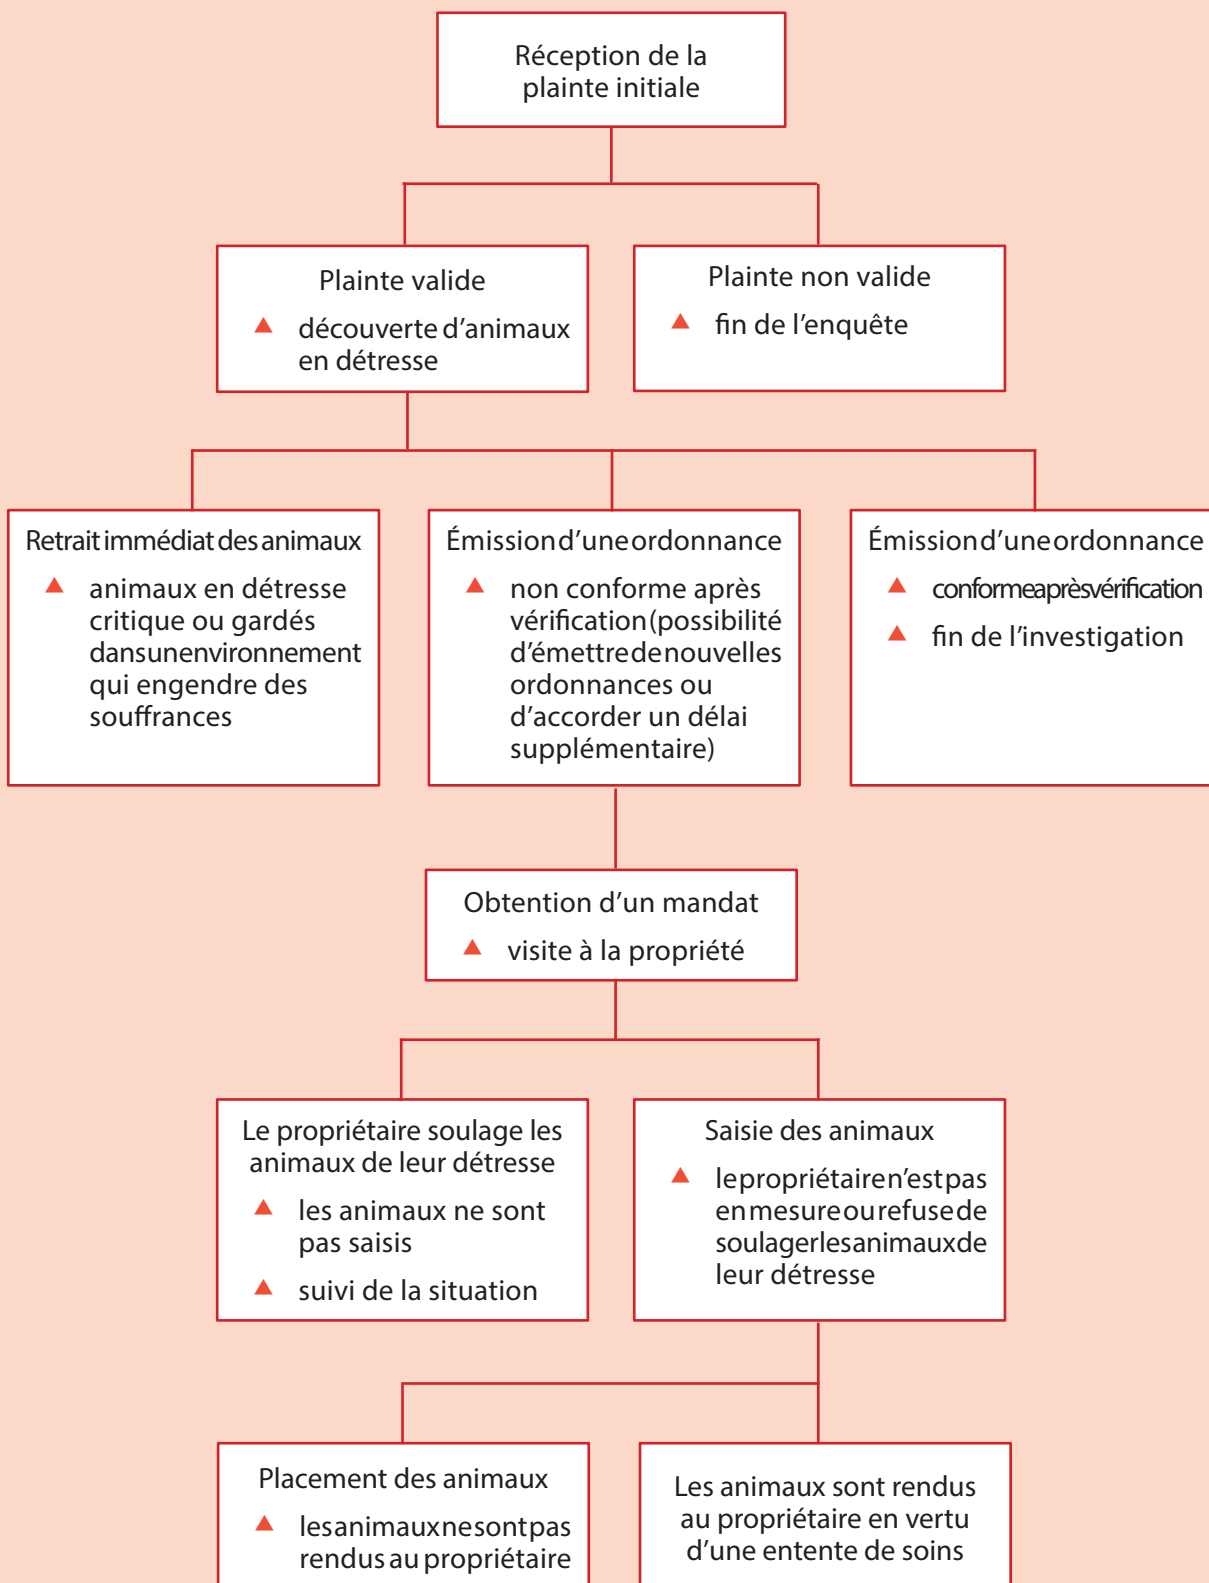 Réception de la
plainte initiale
Plainte valide
▲ découverte d'animaux
en détresse
Plainte non valide
▲ fin de l'enquête
Retrait immédiat des animaux
▲ animaux en détresse
critique ou gardés
dans un environnement
qui engendre des
souffrances
Émission d'une ordonnance
▲ non conforme après
vérification (possibilité
d'émettre de nouvelles
ordonnances ou
d'accorder un délai
supplémentaire)
Émission d'une ordonnance
▲ conforme après vérification
▲ fin de l'investigation
Obtention d'un mandat
▲ visite à la propriété
Le propriétaire soulage les
animaux de leur détresse
▲ les animaux ne sont
pas saisis
▲ suivi de la situation
Saisie des animaux
▲ le propriétaire n'est pas
en mesure ou refuse de
soulager les animaux de
leur détresse
Placement des animaux
▲ les animaux ne sont pas
rendus au propriétaire
Les animaux sont rendus
au propriétaire en vertu
d'une entente de soins